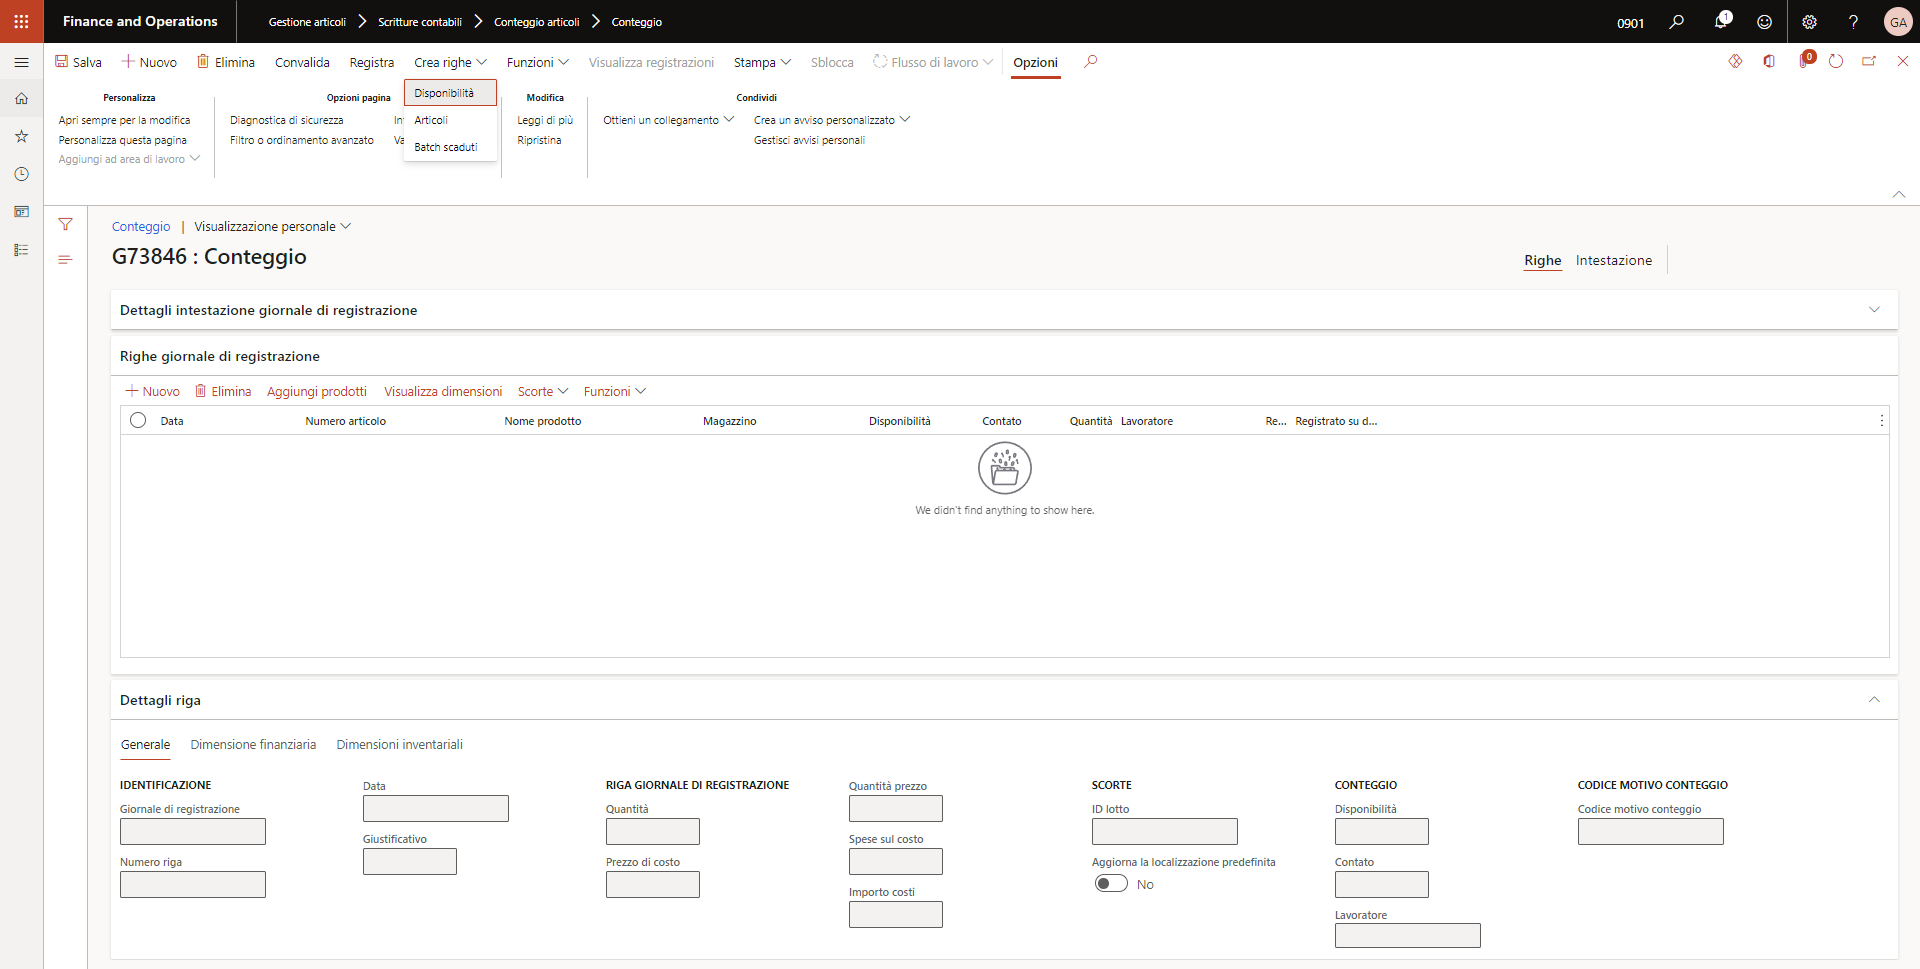 Finance and Operations
Gestione articoli
Scritture contabili
Conteggio articoli
Conteggio
0901
1
GA
Salva
Nuovo
Elimina
Convalida
Registra
Crea righe
Funzioni
Visualizza registrazioni
Stampa
Sblocca
Flusso di lavoro
Opzioni
0
Disponibilità
Articoli
Batch scaduti
Personalizza
Apri sempre per la modifica
Personalizza questa pagina
Aggiungi ad area di lavoro
Opzioni pagina
Diagnostica di sicurezza
Filtro o ordinamento avanzato
Modifica
Leggi di più
Ripristina
Condividi
Ottieni un collegamento
Crea un avviso personalizzato
Gestisci avvisi personali
Conteggio | Visualizzazione personale
G73846 : Conteggio
Righe
Intestazione
Dettagli intestazione giornale di registrazione
Righe giornale di registrazione
Nuovo
Elimina
Aggiungi prodotti
Visualizza dimensioni
Scorte
Funzioni
Data
Numero articolo
Nome prodotto
Magazzino
Disponibilità
Contato
Quantità
Lavoratore
Re...
Registrato su d...
We didn't find anything to show here.
Dettagli riga
Generale
Dimensione finanziaria
Dimensioni inventariali
IDENTIFICAZIONE
Giornale di registrazione
Numero riga
Data
Giustificativo
RIGA GIORNALE DI REGISTRAZIONE
Quantità
Prezzo di costo
Quantità prezzo
Spese sul costo
Importo costi
SCORTE
ID lotto
Aggiorna la localizzazione predefinita
No
CONTEGGIO
Disponibilità
Contato
Lavoratore
CODICE MOTIVO CONTEGGIO
Codice motivo conteggio